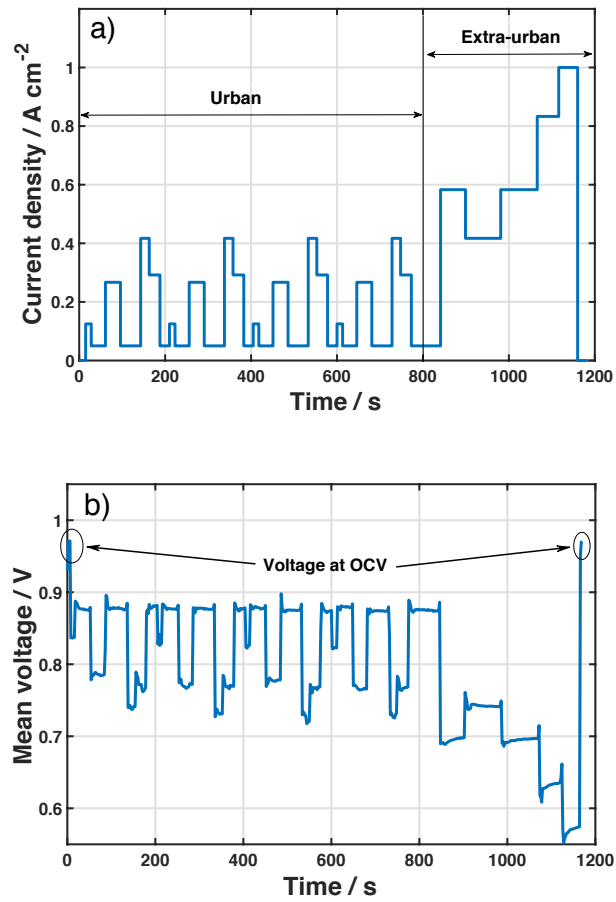 a)
Extra-urban
Urban
Current density / A cm-2
1
0.8
0.6
0.4
0.2
0
0 200 400 600 800 1000 1200
Time / s
b)
Voltage at OCV
Mean voltage / V
1
0.9
0.8
0.7
0.6
0 200 400 600 800 1000 1200
Time / s